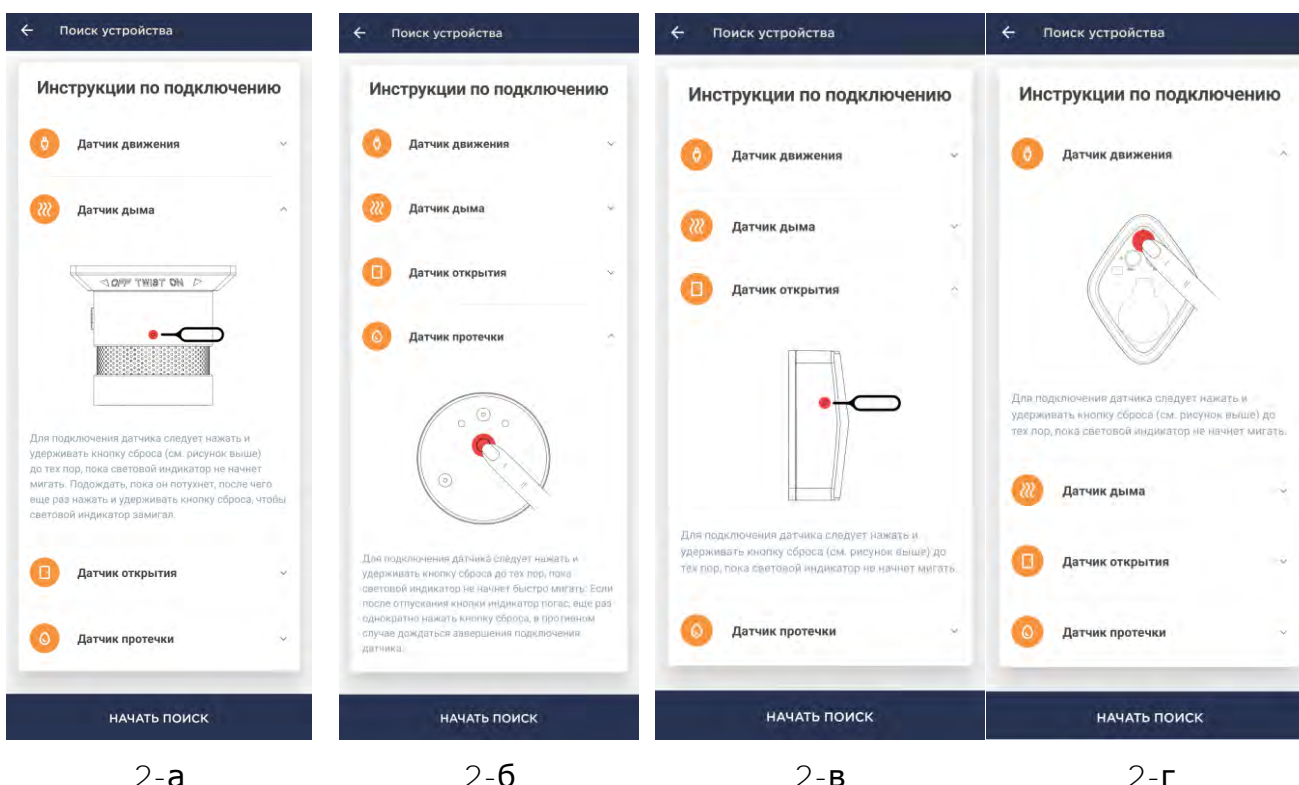 ← Поиск устройства
Инструкции по подключению
Датчик движения
Датчик дыма
OFF TWIST ON
Для подключения датчика следует нажать и
удерживать кнопку сброса (см. рисунок выше)
до тех пор, пока световой индикатор не начнет
мигать. Подождать, пока он потухнет, после чего
еще раз нажать и удерживать кнопку сброса, чтобы
световой индикатор замигал.
Датчик открытия
Датчик протечки
НАЧАТЬ ПОИСК
2-а
← Поиск устройства
Инструкции по подключению
Датчик движения
Датчик дыма
Датчик открытия
Датчик протечки
Для подключения датчика следует нажать и
удерживать кнопку сброса до тех пор, пока
световой индикатор не начнет быстро мигать. Если
после отпускания кнопки индикатор погас, еще раз
однократно нажать кнопку сброса, в противном
случае дождаться завершения подключения
датчика.
НАЧАТЬ ПОИСК
2-б
← Поиск устройства
Инструкции по подключению
Датчик движения
Датчик дыма
Датчик открытия
Для подключения датчика следует нажать и
удерживать кнопку сброса (см. рисунок выше) до
тех пор, пока световой индикатор не начнет мигать.
Датчик протечки
НАЧАТЬ ПОИСК
2-в
← Поиск устройства
Инструкции по подключению
Датчик движения
Для подключения датчика следует нажать и
удерживать кнопку сброса (см. рисунок выше) до
тех пор, пока световой индикатор не начнет мигать.
Датчик дыма
Датчик открытия
Датчик протечки
НАЧАТЬ ПОИСК
2-г